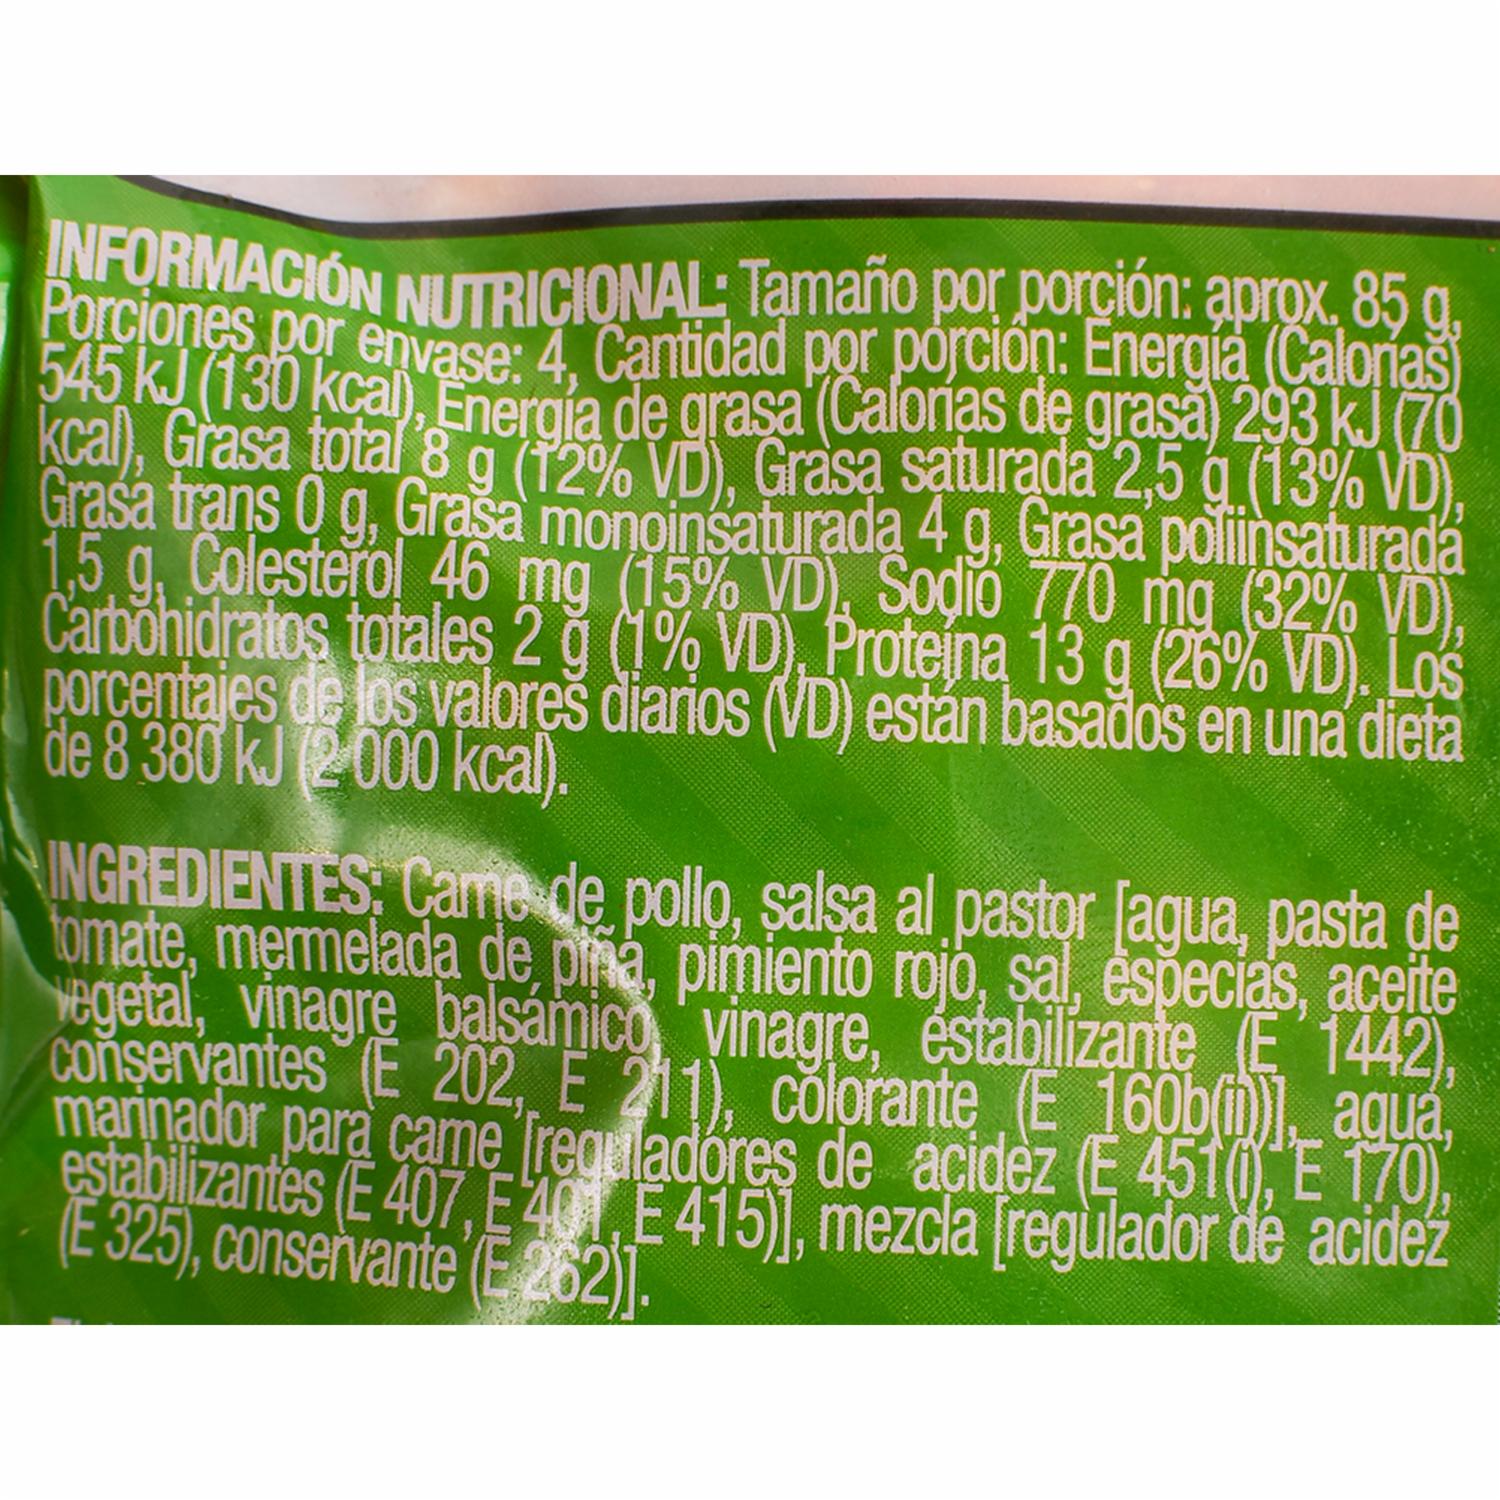 INFORMACIÓN NUTRICIONAL: Tamaño por porción: aprox. 85 g,
Porciones por envase: 4, Cantidad por porción: Energía (Calorías)
545 kJ (130 kcal), Energía de grasa (Calorías de grasa) 293 kJ (70
kcal), Grasa total 8 g (12% VD), Grasa saturada 2,5 g (13% VD),
Grasa trans 0 g, Grasa monoinsaturada 4 g, Grasa poliinsaturada
1,5 g, Colesterol 46 mg (15% VD), Sodio 770 mg (32% VD),
Carbohidratos totales 2 g (1% VD), Proteína 13 g (26% VD). Los
porcentajes de los valores diarios (VD) están basados en una dieta
de 8 380 kJ (2 000 kcal).
INGREDIENTES: Carne de pollo, salsa al pastor [agua, pasta de
tomate, mermelada de piña, pimiento rojo, sal, especias, aceite
vegetal, vinagre balsámico, vinagre, estabilizante (E 1442),
conservantes (E 202, E 211), colorante (E 160b(ii))], agua,
marinador para carne [reguladores de acidez (E 451(i), E 170),
estabilizantes (E 407, E 401, E 415)], mezcla [regulador de acidez
(E 325), conservante (E 262)].